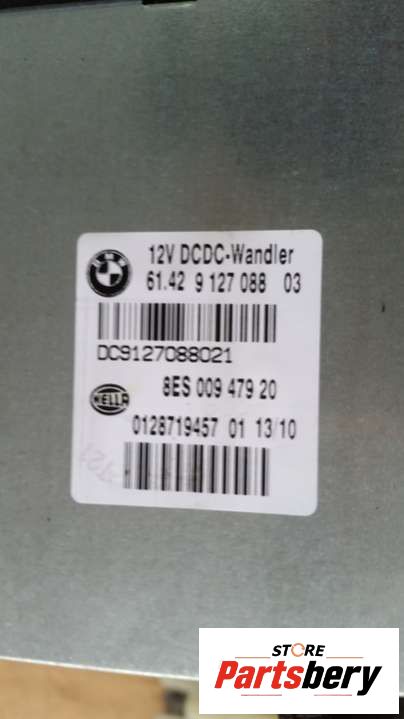 BMW
12V DCDC-Wandler
61.42 9 127 088 03
DC9127088021
HELLA
8ES 009 479 20
0128719457 01 13/10
STORE
Partsbery